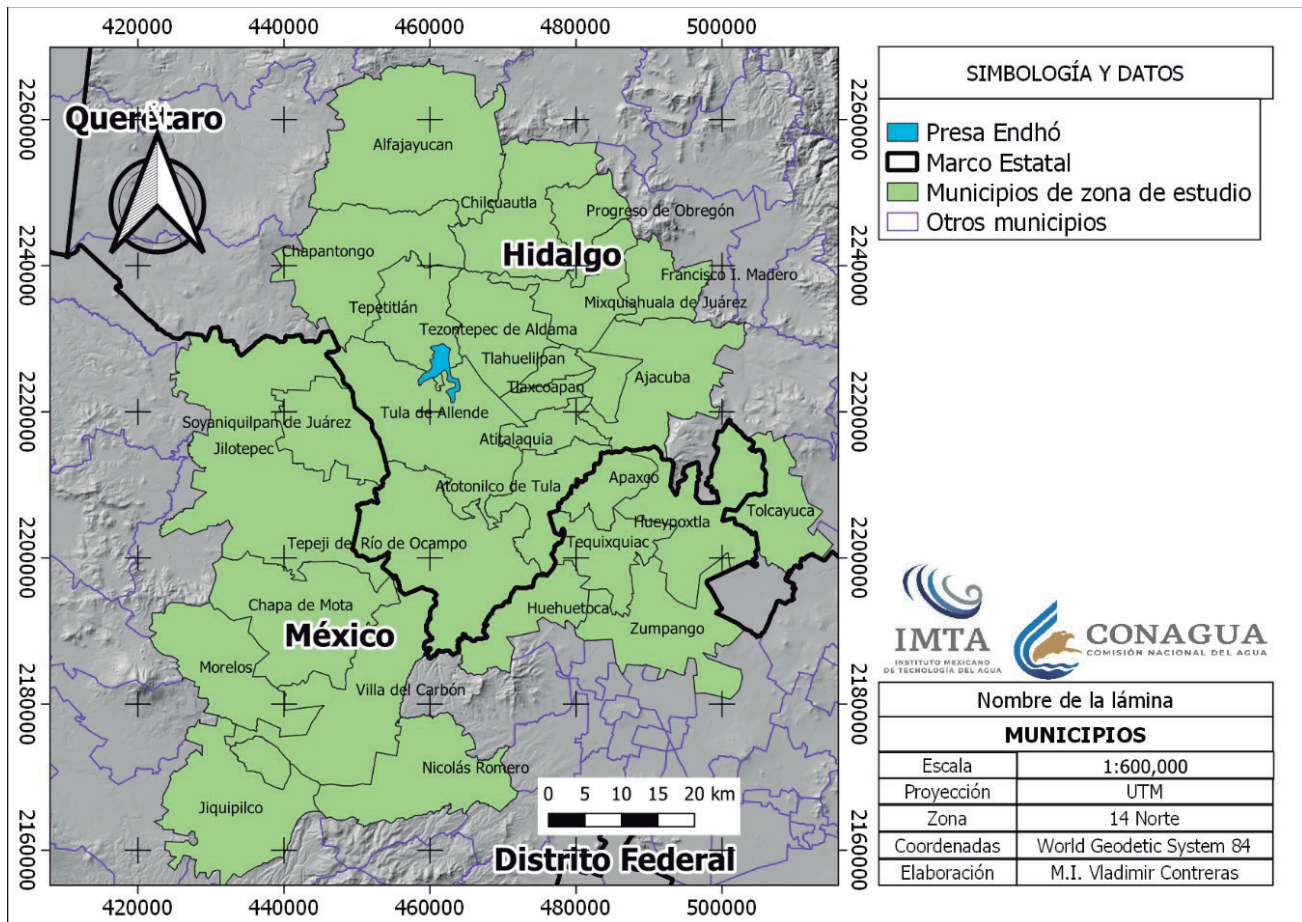 420000 440000 460000 480000 500000
2260000
2240000
2220000
2200000
2180000
2160000
Querétaro
Alfajayucan
Chilcuautla
Progreso de Obregón
Chapantongo
Hidalgo
Francisco I. Madero
Tepetitlán
Mixquiahuala de Juárez
Tezontepec de Aldama
Tlahuelilpan
Tlaxcoapan
Ajacuba
Tula de Allende
Soyaniquilpan de Juárez
Atitalaquia
Jilotepec
Apaxco
Atotonilco de Tula
Tolcayuca
Hueypoxtla
Tepeji del Río de Ocampo
Tequixquiac
Chapa de Mota
Huehuetoca
México
Zumpango
Morelos
Villa del Carbón
Nicolás Romero
Jiquipilco
0 5 10 15 20 km
Distrito Federal
2260000
2240000
2220000
2200000
2180000
2160000
420000 440000 460000 480000 500000
SIMBOLOGÍA Y DATOS
Presa Endhó
Marco Estatal
Municipios de zona de estudio
Otros municipios
IMTA
INSTITUTO MEXICANO
DE TECNOLOGÍA DEL AGUA
CONAGUA
COMISIÓN NACIONAL DEL AGUA
Nombre de la lámina
MUNICIPIOS
Escala 1:600,000
Proyección UTM
Zona 14 Norte
Coordenadas World Geodetic System 84
Elaboración M.I. Vladimir Contreras